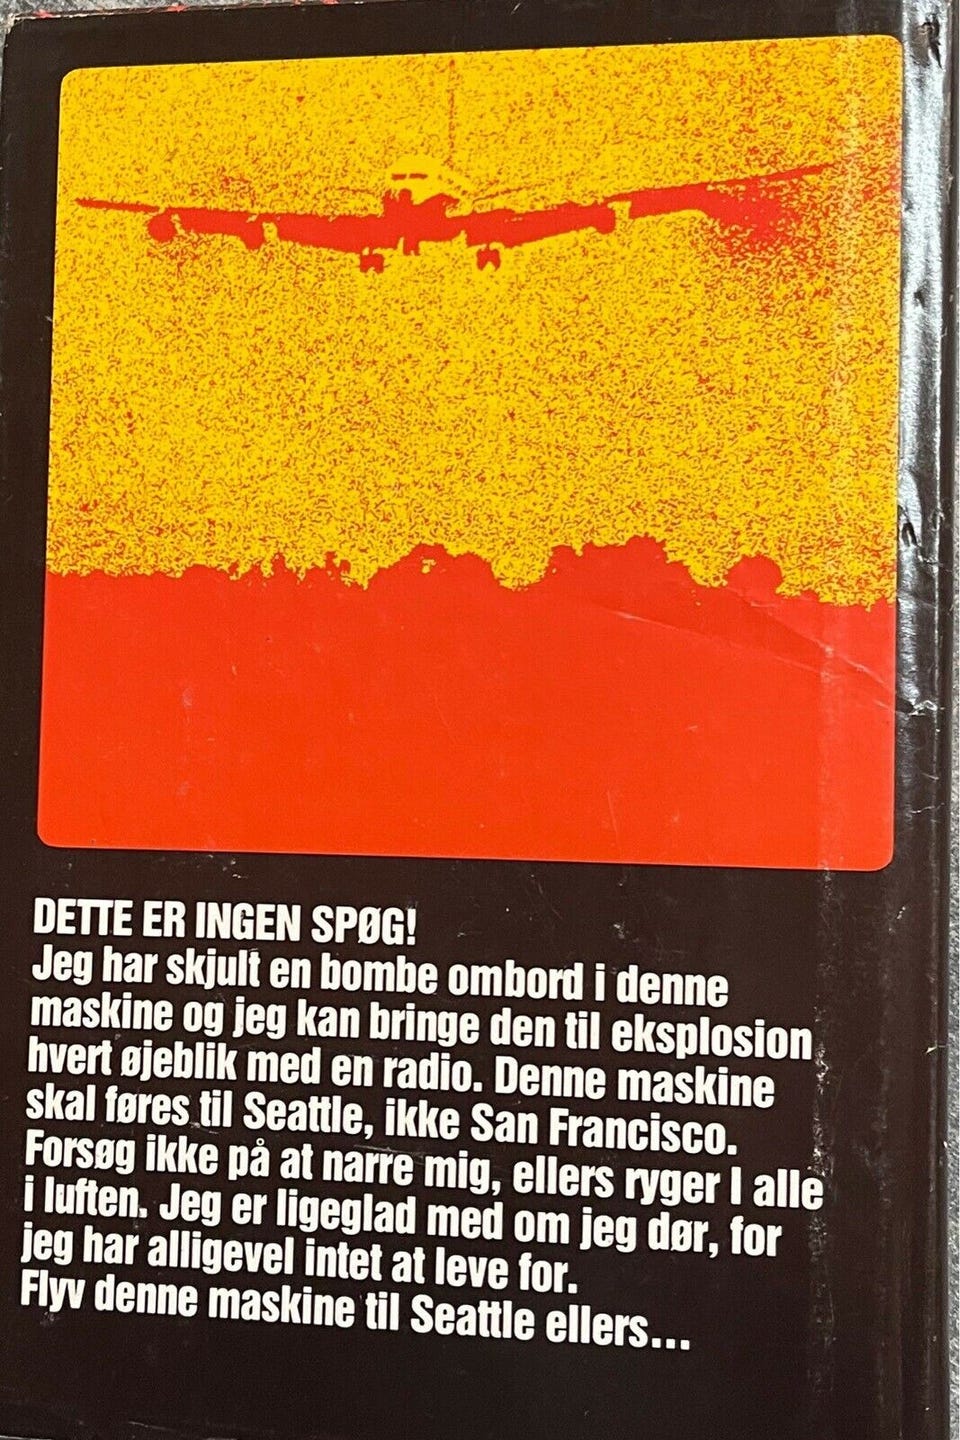 DETTE ER INGEN SPØG!
Jeg har skjult en bombe ombord i denne
maskine og jeg kan bringe den til eksplosion
hvert øjeblik med en radio. Denne maskine
skal føres til Seattle, ikke San Francisco.
Forsøg ikke på at narre mig, ellers ryger I alle
i luften. Jeg er ligeglad med om jeg dør, for
jeg har alligevel intet at leve for.
Flyv denne maskine til Seattle ellers...